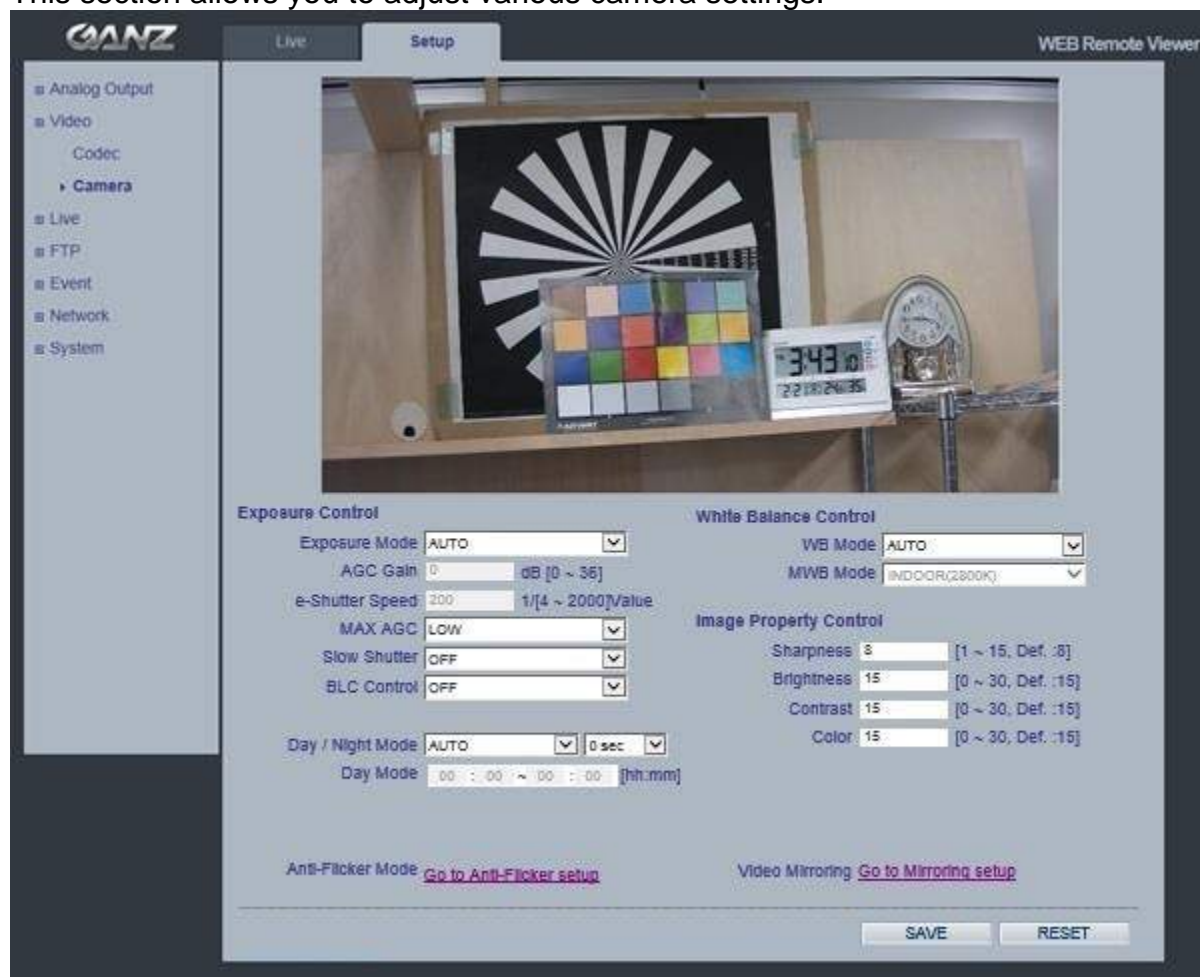 This section allows you to adjust various camera settings.
GANZ
Live
Setup
WEB Remote Viewer
Analog Output
Video
Codec
Camera
Live
FTP
Event
Network
System
3:43 10
Exposure Control
Exposure Mode AUTO
AGC Gain 0 dB [0 ~ 36]
e-Shutter Speed 200 1/[4 ~ 2000]Value
MAX AGC LOW
Slow Shutter OFF
BLC Control OFF
Day / Night Mode AUTO 0 sec
Day Mode 00 : 00 ~ 00 : 00 [hh:mm]
Anti-Flicker Mode Go to Anti-Flicker setup
White Balance Control
WB Mode AUTO
MWB Mode INDOOR(2800K)
Image Property Control
Sharpness 8 [1 ~ 15, Def. :8]
Brightness 15 [0 ~ 30, Def. :15]
Contrast 15 [0 ~ 30, Def. :15]
Color 15 [0 ~ 30, Def. :15]
Video Mirroring Go to Mirroring setup
SAVE
RESET